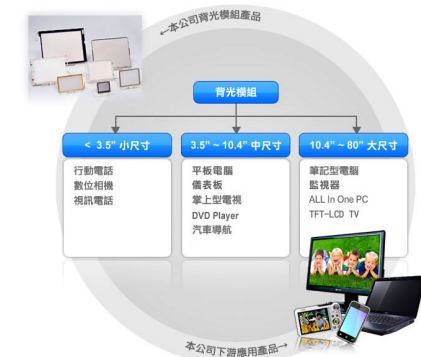 ←本公司背光模組產品
背光模組
< 3.5” 小尺寸
行動電話
數位相機
視訊電話
3.5” ~ 10.4” 中尺寸
平板電腦
儀表板
掌上型電視
DVD Player
汽車導航
10.4” ~ 80” 大尺寸
筆記型電腦
監視器
ALL In One PC
TFT-LCD TV
本公司下游應用產品→